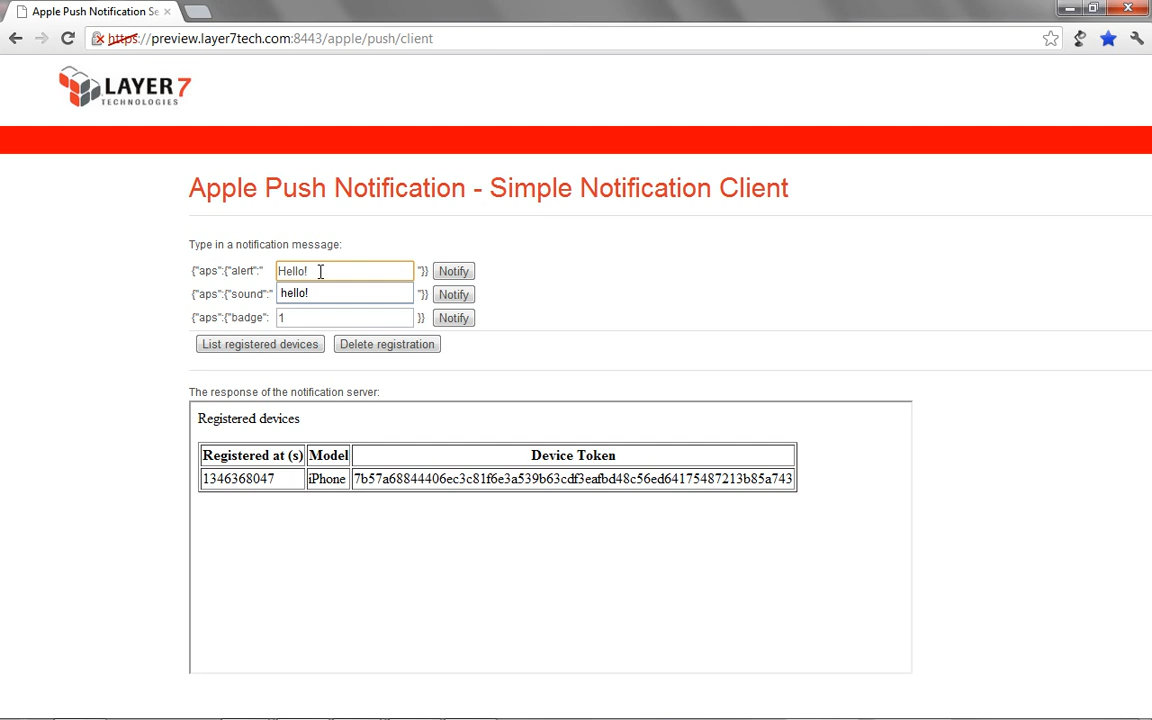 Apple Push Notification Se
https://preview.layer7tech.com:8443/apple/push/client
LAYER 7
TECHNOLOGIES
Apple Push Notification - Simple Notification Client
Type in a notification message:
{"aps":{"alert":" Hello! "}} Notify
{"aps":{"sound":" hello! "}} Notify
{"aps":{"badge": 1 }} Notify
List registered devices Delete registration
The response of the notification server:
Registered devices
Registered at (s) Model Device Token
1346368047 iPhone 7b57a68844406ec3c81f6e3a539b63cdf3eafbd48c56ed64175487213b85a743